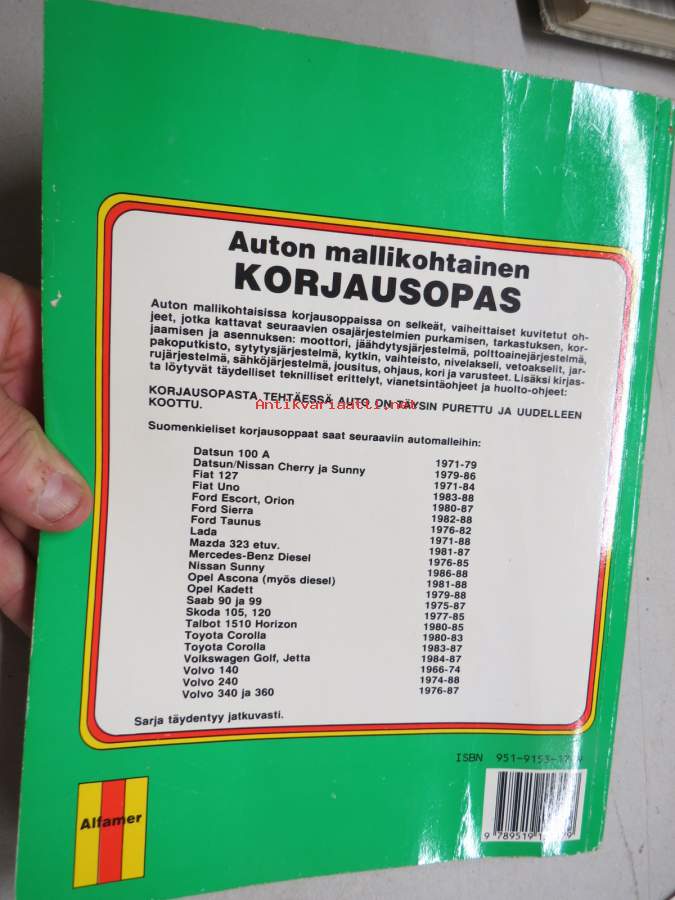 Auton mallikohtainen
KORJAUSOPAS
Auton mallikohtaisissa korjausoppaissa on selkeät, vaiheittaiset kuvitetut oh-
jeet, jotka kattavat seuraavien osajärjestelmien purkamisen, tarkastuksen, kor-
jaamisen ja asennuksen: moottori, jäähdytysjärjestelmä, polttoainejärjestelmä,
pakoputkisto, sytytysjärjestelmä, kytkin, vaihteisto, nivelakseli, vetoakselit, jar-
rujärjestelmä, sähköjärjestelmä, jousitus, ohjaus, kori ja varusteet. Lisäksi kirjas-
ta löytyvät täydelliset teknilliset erittelyt, vianetsintäohjeet ja huolto-ohjeet:
KORJAUSOPASTA TEHTÄESSÄ AUTO ON TÄYSIN PURETTU JA UUDELLEEN
KOOTTU.
Antikvariaatti.net
Suomenkieliset korjausoppaat saat seuraaviin automalleihin:
Datsun 100 A 1971-79
Datsun/Nissan Cherry ja Sunny 1979-86
Fiat 127 1971-84
Fiat Uno 1983-88
Ford Escort, Orion 1980-87
Ford Sierra 1982-88
Ford Taunus 1976-82
Lada 1971-88
Mazda 323 etuv. 1981-87
Mercedes-Benz Diesel 1976-85
Nissan Sunny 1986-88
Opel Ascona (myös diesel) 1981-88
Opel Kadett 1979-88
Saab 90 ja 99 1975-87
Skoda 105, 120 1977-85
Talbot 1510 Horizon 1980-85
Toyota Corolla 1980-83
Toyota Corolla 1983-87
Volkswagen Golf, Jetta 1984-87
Volvo 140 1966-74
Volvo 240 1974-88
Volvo 340 ja 360 1976-87
Sarja täydentyy jatkuvasti.
ISBN
Alfamer